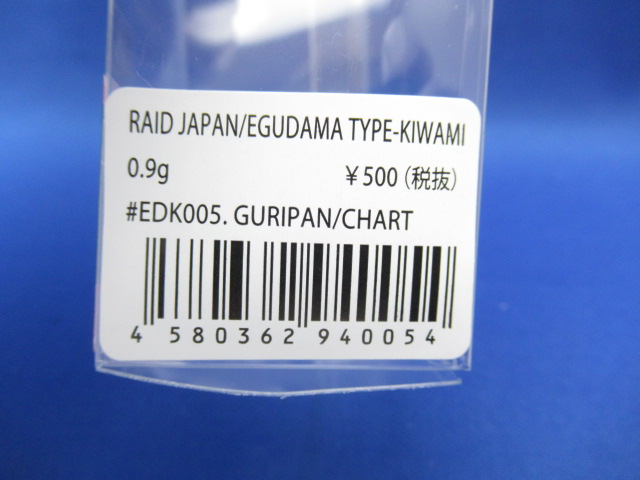 RAID JAPAN/EGUDAMA TYPE-KIWAMI
0.9g ￥500（税抜）
#EDK005. GURIPAN/CHART
4 580362 940054